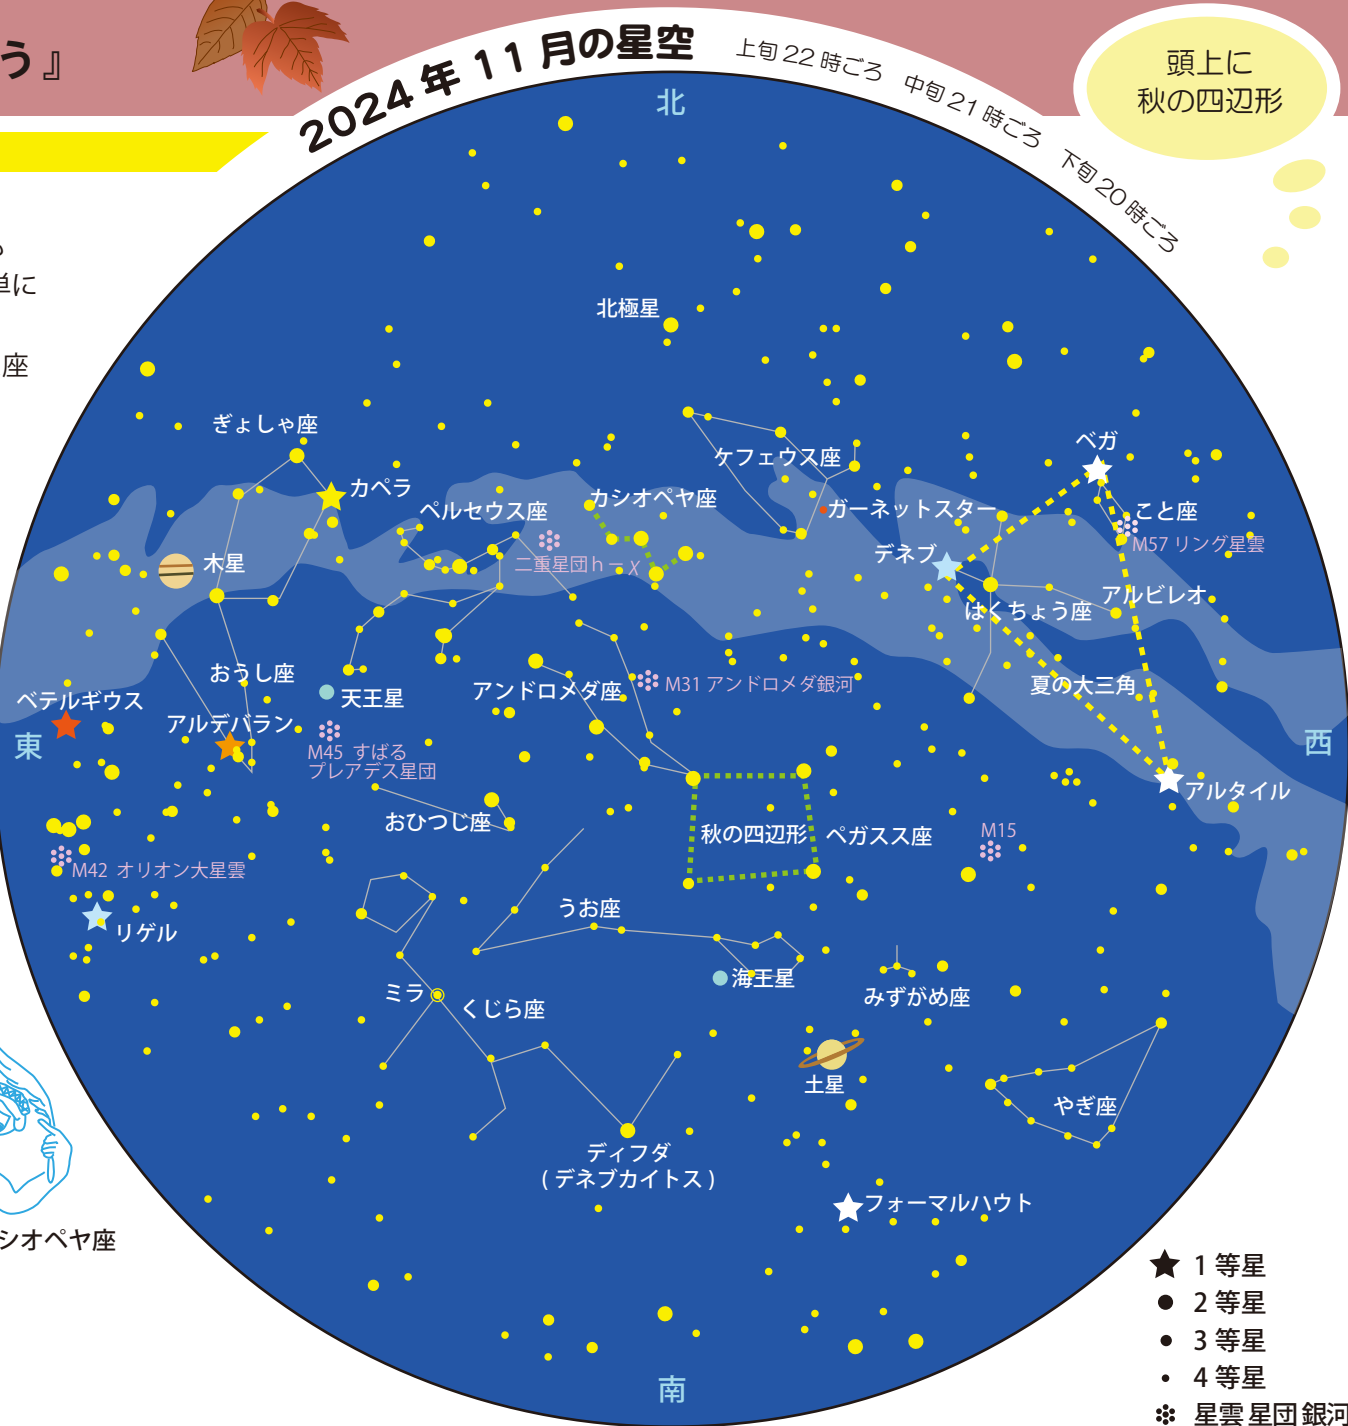 う』
2024年11月の星空
上旬22時ごろ 中旬21時ごろ 下旬20時ごろ
頭上に
秋の四辺形
単に
座
北
北極星
ぎょしゃ座
カペラ
ペルセウス座
カシオペヤ座
ケフェウス座
ガーネットスター
ベガ
こと座
M57 リング星雲
デネブ
二重星団h-χ
木星
はくちょう座
アルビレオ
おうし座
天王星
アンドロメダ座
M31 アンドロメダ銀河
夏の大三角
ベテルギウス
アルデバラン
東
M45 すばる
プレアデス星団
西
アルタイル
おひつじ座
秋の四辺形
ペガスス座
M15
M42 オリオン大星雲
リゲル
うお座
海王星
みずがめ座
ミラ
くじら座
土星
やぎ座
ディフダ
(デネブカイトス)
フォーマルハウト
シオペヤ座
南
1等星
2等星
3等星
4等星
星雲 星団 銀河